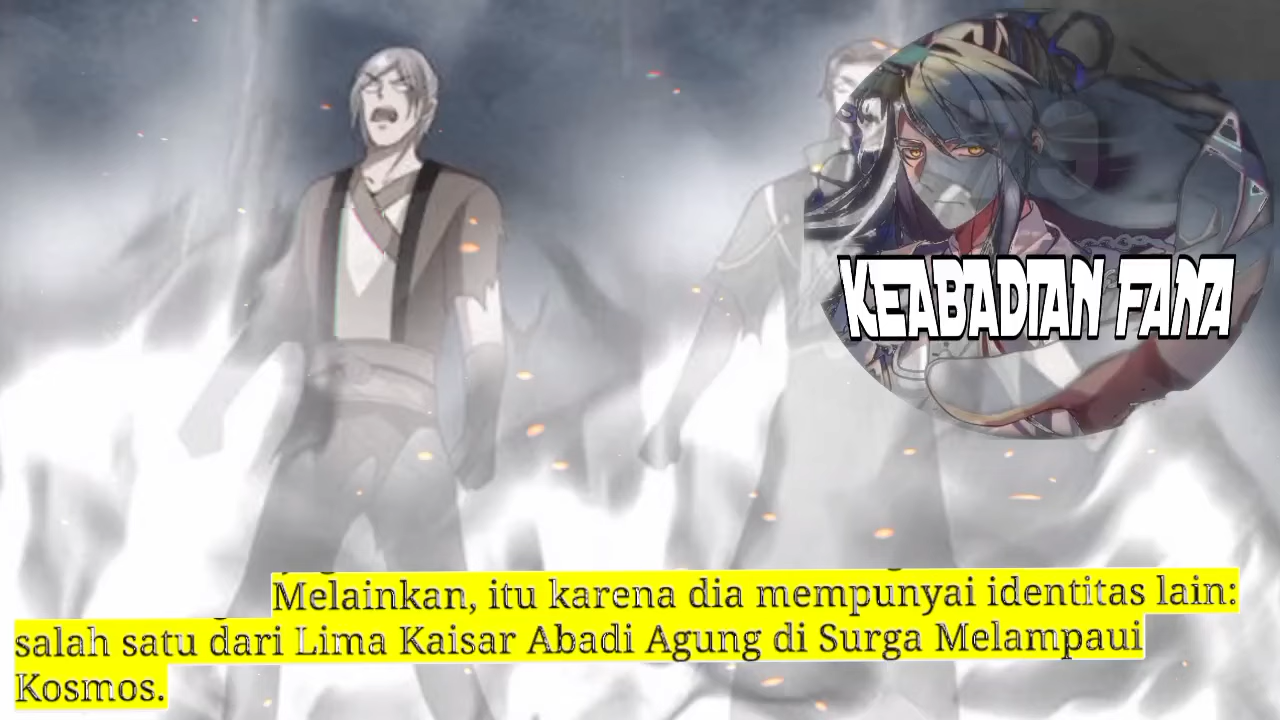 KEABADIAN FANA
Melainkan, itu karena dia mempunyai identitas lain:
salah satu dari Lima Kaisar Abadi Agung di Surga Melampaui
Kosmos.